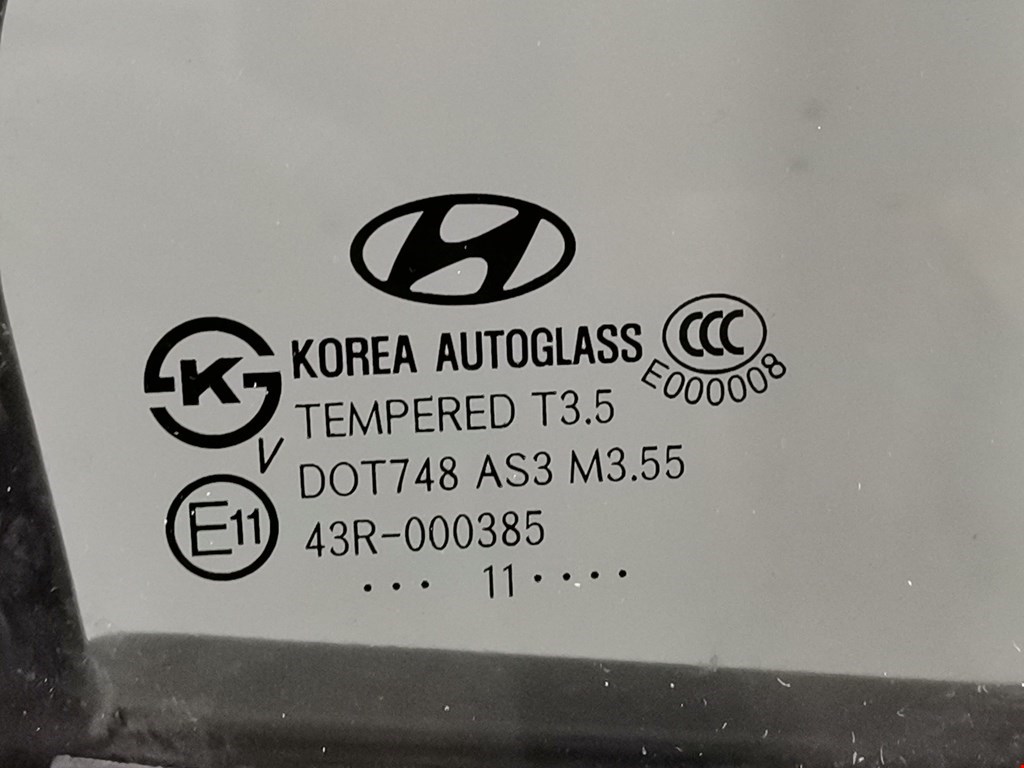 KOREA AUTOGLASS
CCC
E000008
K
TEMPERED T3.5
V
DOT748 AS3 M3.55
E11
43R-000385
••• 11••••